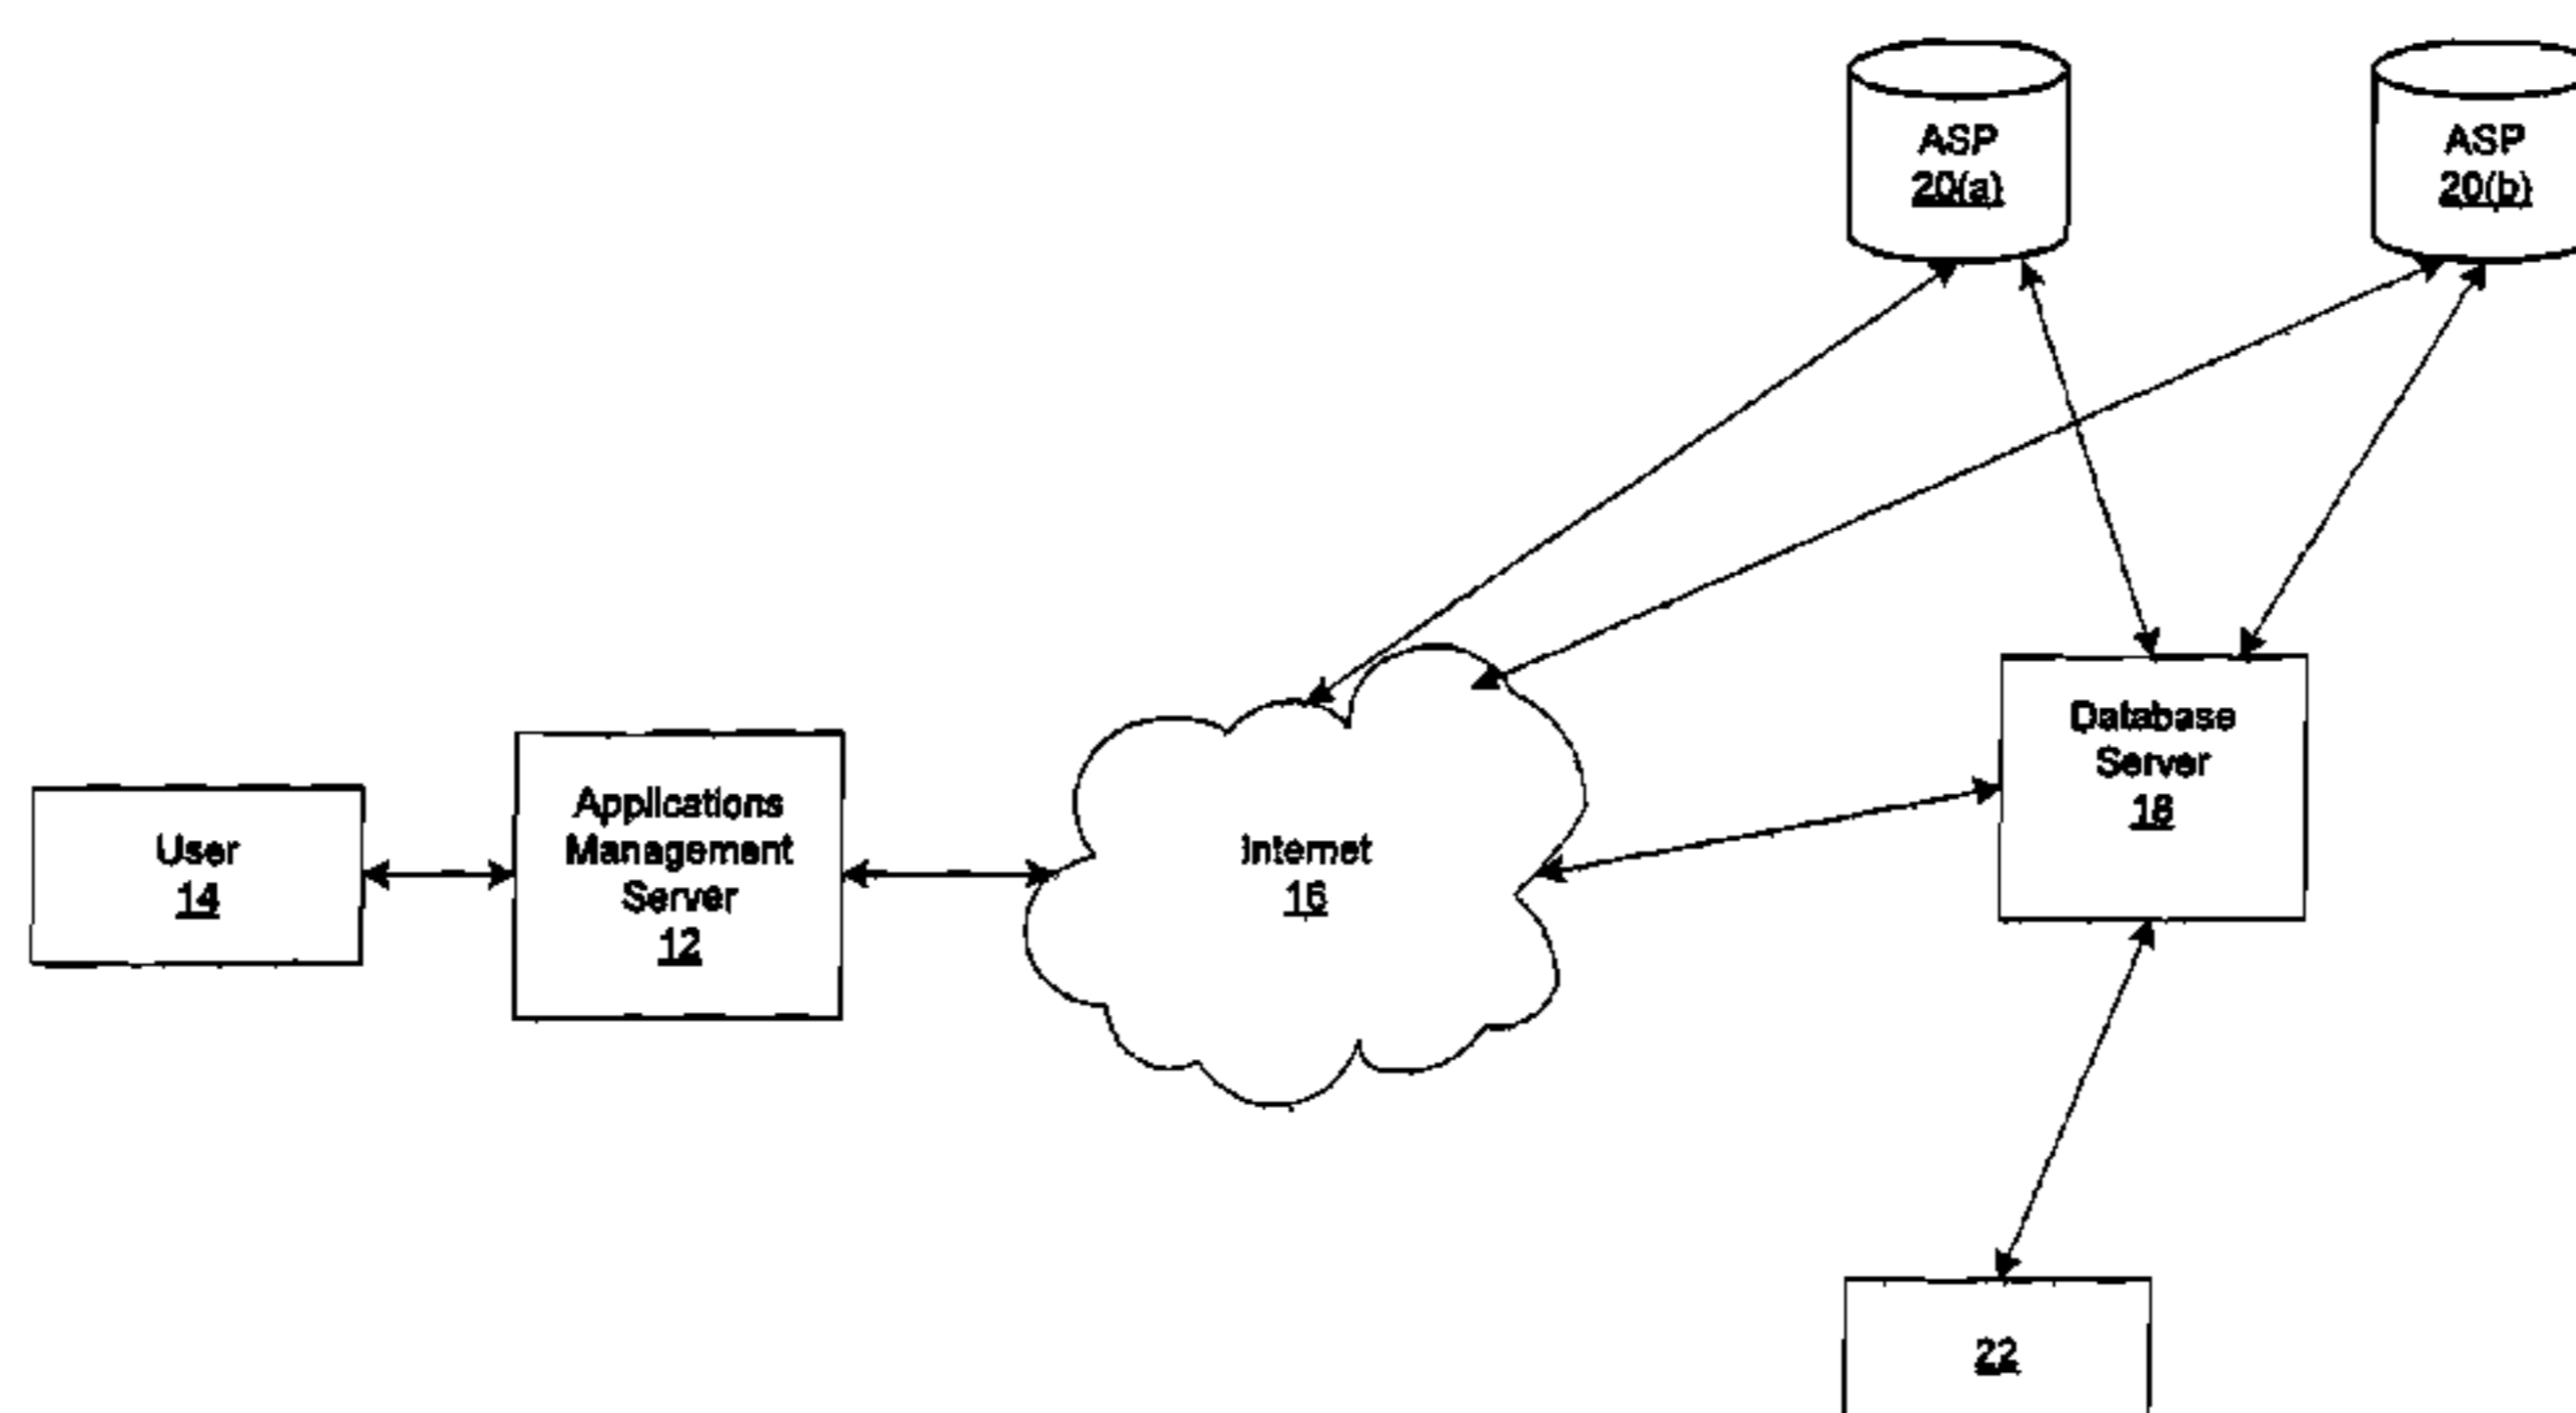 ASP
20(a)
ASP
20(b)
Database
Server
18
Applications
Management
Server
12
User
14
Internet
16
22